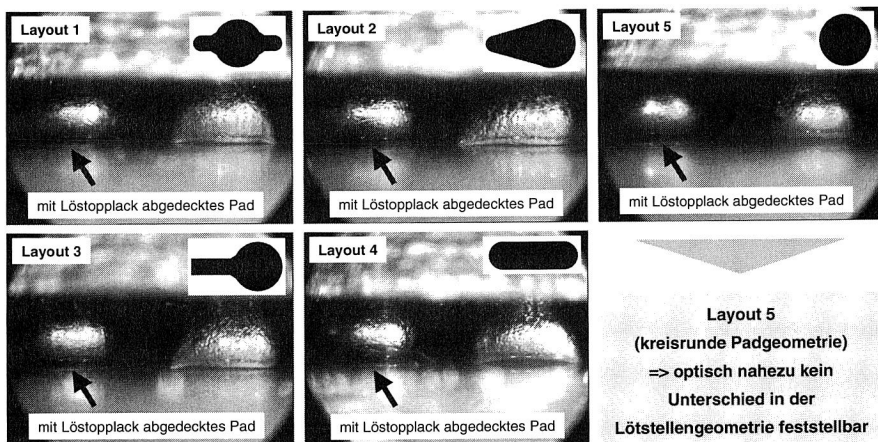 Layout 1
mit Löstopplack abgedecktes Pad
Layout 2
mit Löstopplack abgedecktes Pad
Layout 5
mit Löstopplack abgedecktes Pad
Layout 3
mit Löstopplack abgedecktes Pad
Layout 4
mit Löstopplack abgedecktes Pad
Layout 5
(kreisrunde Padgeometrie)
=> optisch nahezu kein
Unterschied in der
Lötstellengeometrie feststellbar